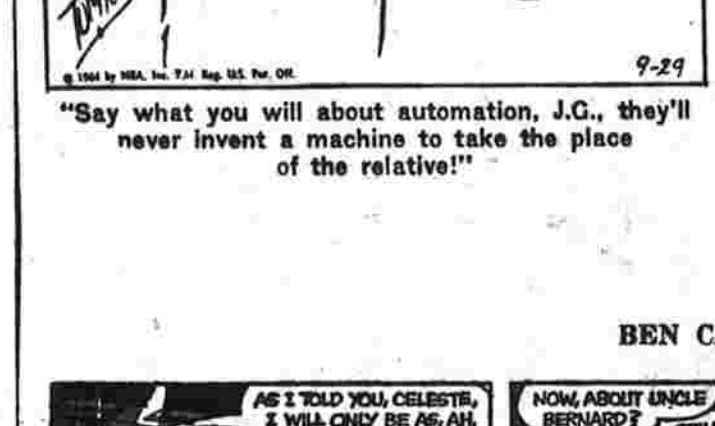 © 1964 by NEA, Inc. T.M. Reg. U.S. Pat. Off.
9-29
"Say what you will about automation, J.G., they'll
never invent a machine to take the place
of the relative!"
BEN
AS I TOLD YOU, CELESTE,
I WILL ONLY BE AS, AH,
NOW, ABOUT UNCLE
BERNARD?